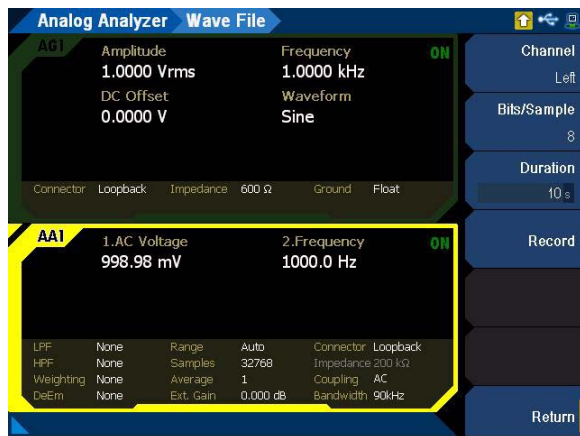 Analog Analyzer Wave File
AG1
Amplitude Frequency ON
1.0000 Vrms 1.0000 kHz
DC Offset Waveform
0.0000 V Sine
Connector Loopback Impedance 600 Ω Ground Float
AA1
1.AC Voltage 2.Frequency ON
998.98 mV 1000.0 Hz
LPF None Range Auto Connector Loopback
HPF None Samples 32768 Impedance 200 kΩ
Weighting None Average 1 Coupling AC
DeEm None Ext. Gain 0.000 dB Bandwidth 90kHz
Channel
Left
Bits/Sample
8
Duration
10 s
Record
Return